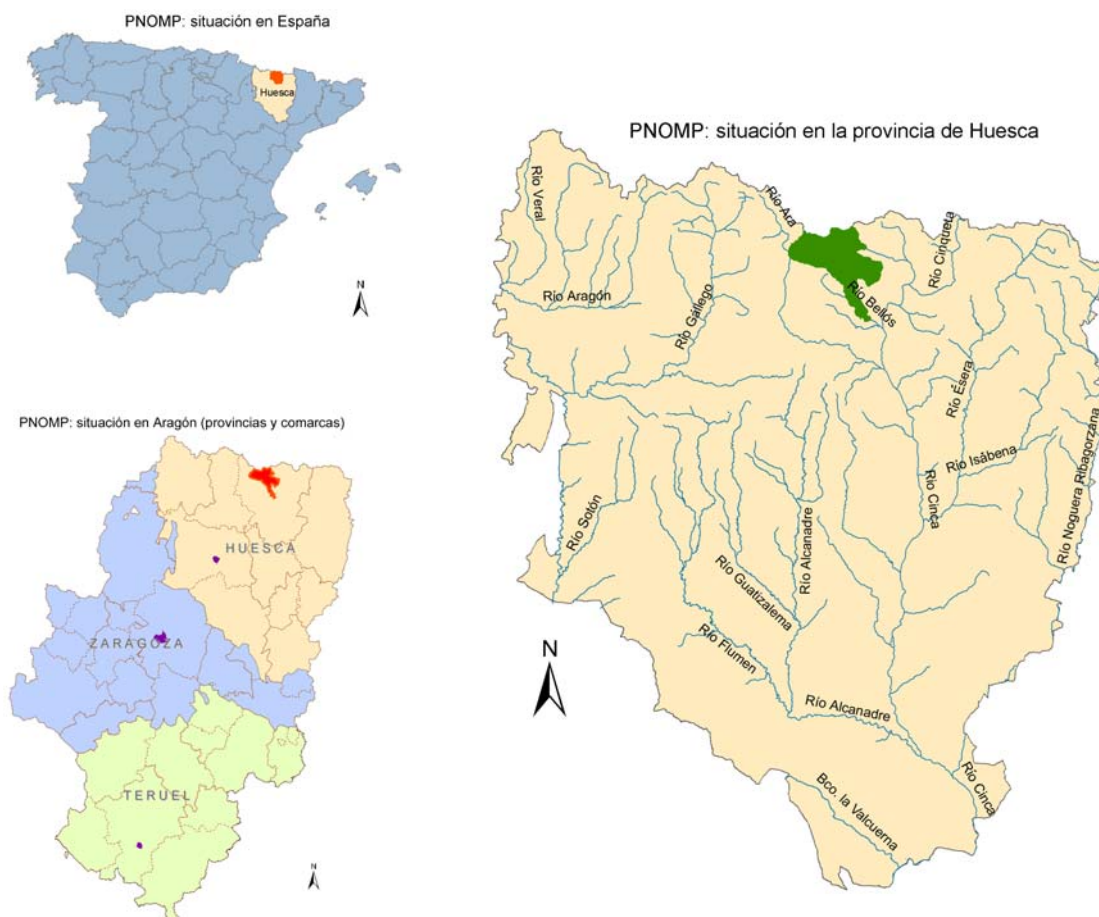 PNOMP: situación en España
Huesca
N
PNOMP: situación en Aragón (provincias y comarcas)
HUESCA
ZARAGOZA
TERUEL
N
PNOMP: situación en la provincia de Huesca
Río Veral
Río Ara
Río Cinqueta
Río Aragón
Río Gállego
Río Bellós
Río Ésera
Río Isábena
Río Noguera Ribagorzana
Río Cinca
Río Sotón
Río Alcanadre
Río Guatizalema
Río Flumen
N
Río Alcanadre
Río Cinca
Bco. la Valcuerna